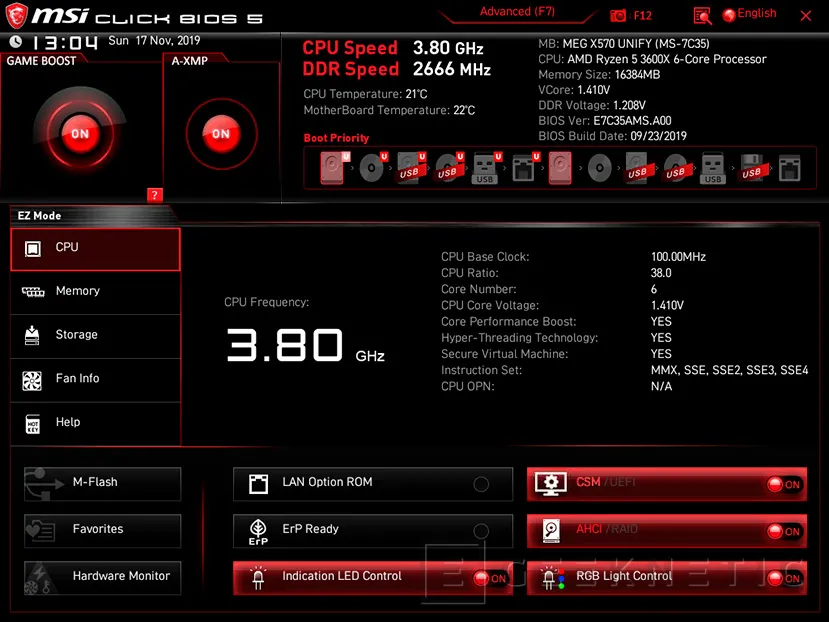 msi CLICK BIOS 5
Advanced (F7)
F12
English
13:04 Sun 17 Nov, 2019
GAME BOOST
A-XMP
ON
ON
?
CPU Speed 3.80 GHz
DDR Speed 2666 MHz
CPU Temperature: 21°C
MotherBoard Temperature: 22°C
MB: MEG X570 UNIFY (MS-7C35)
CPU: AMD Ryzen 5 3600X 6-Core Processor
Memory Size: 16384MB
VCore: 1.410V
DDR Voltage: 1.208V
BIOS Ver: E7C35AMS.A00
BIOS Build Date: 09/23/2019
Boot Priority
U U U U U U
USB USB USB USB USB USB USB
EZ Mode
CPU
Memory
Storage
Fan Info
HOT KEY Help
CPU Frequency:
3.80 GHz
CPU Base Clock: 100.00MHz
CPU Ratio: 38.0
Core Number: 6
CPU Core Voltage: 1.410V
Core Performance Boost: YES
Hyper-Threading Technology: YES
Secure Virtual Machine: YES
Instruction Set: MMX, SSE, SSE2, SSE3, SSE4
CPU OPN: N/A
M-Flash
Favorites
Hardware Monitor
LAN Option ROM
ErP ErP Ready
Indication LED Control ON
CSM /UEFI ON
AHCI /RAID ON
RGB Light Control ON
E GEEKNETIC